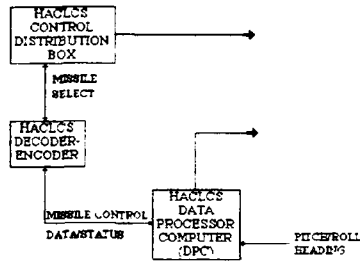 HACLCS
CONTROL
DISTRIBUTION
BOX
MISSILE
SELECT
HACLCS
DECODER-
ENCODER
MISSILE CONTROL
DATA/STATUS
HACLCS
DATA
PROCESSOR
COMPUTER
(DPC)
PITCH/ROLL
HEADING